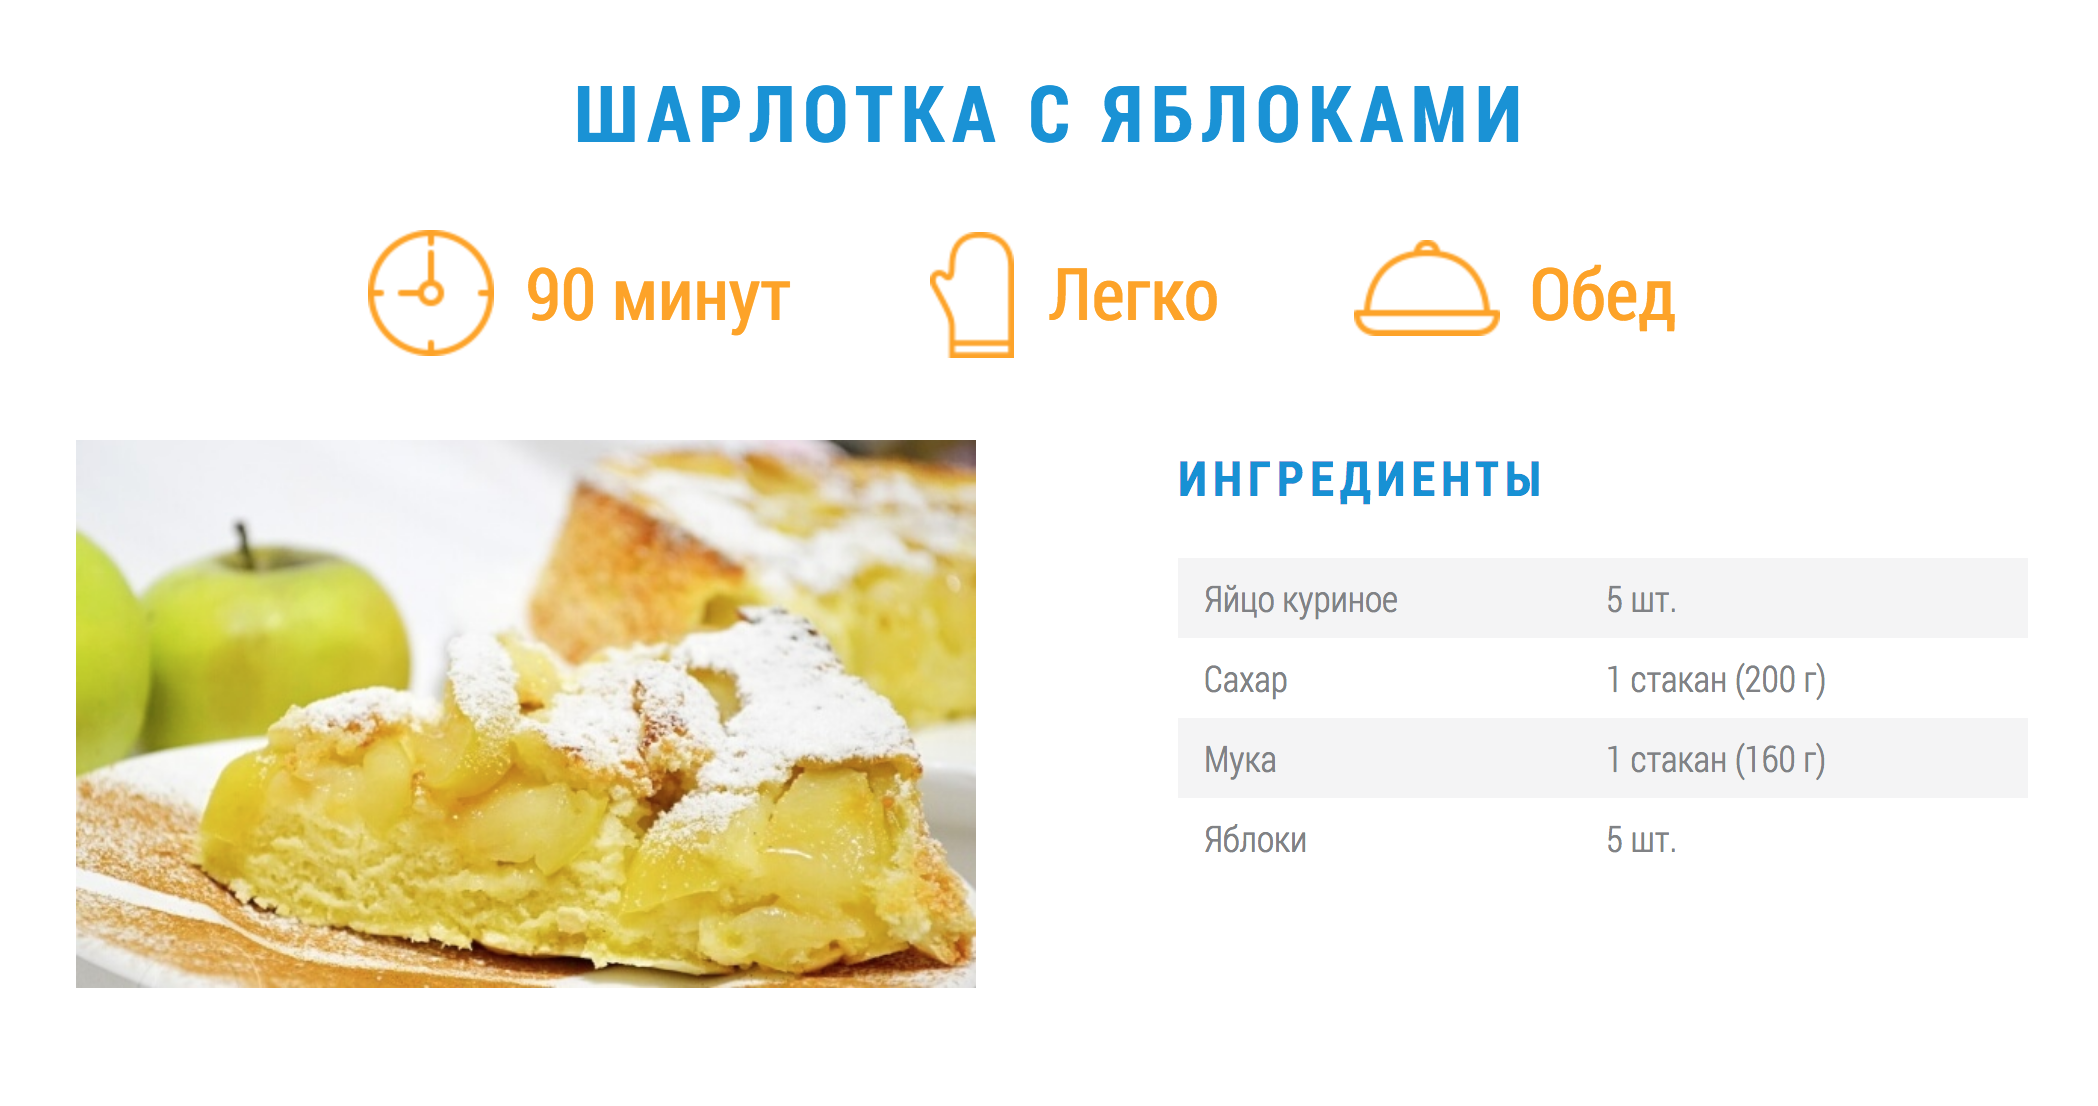 ШАРЛОТКА С ЯБЛОКАМИ
90 минут
Легко
Обед
ИНГРЕДИЕНТЫ
Яйцо куриное 5 шт.
Сахар 1 стакан (200 г)
Мука 1 стакан (160 г)
Яблоки 5 шт.